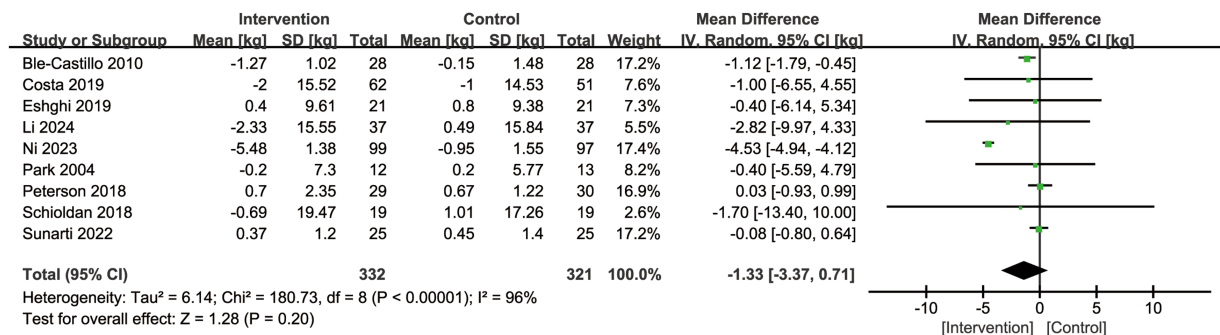 Intervention Control Mean Difference Mean Difference
Study or Subgroup Mean [kg] SD [kg] Total Mean [kg] SD [kg] Total Weight IV. Random. 95% CI [kg] IV. Random. 95% CI [kg]
Ble-Castillo 2010 -1.27 1.02 28 -0.15 1.48 28 17.2% -1.12 [-1.79, -0.45]
Costa 2019 -2 15.52 62 -1 14.53 51 7.6% -1.00 [-6.55, 4.55]
Eshghi 2019 0.4 9.61 21 0.8 9.38 21 7.3% -0.40 [-6.14, 5.34]
Li 2024 -2.33 15.55 37 0.49 15.84 37 5.5% -2.82 [-9.97, 4.33]
Ni 2023 -5.48 1.38 99 -0.95 1.55 97 17.4% -4.53 [-4.94, -4.12]
Park 2004 -0.2 7.3 12 0.2 5.77 13 8.2% -0.40 [-5.59, 4.79]
Peterson 2018 0.7 2.35 29 0.67 1.22 30 16.9% 0.03 [-0.93, 0.99]
Schioldan 2018 -0.69 19.47 19 1.01 17.26 19 2.6% -1.70 [-13.40, 10.00]
Sunarti 2022 0.37 1.2 25 0.45 1.4 25 17.2% -0.08 [-0.80, 0.64]
Total (95% CI) 332 321 100.0% -1.33 [-3.37, 0.71]
Heterogeneity: Tau² = 6.14; Chi² = 180.73, df = 8 (P < 0.00001); I² = 96%
Test for overall effect: Z = 1.28 (P = 0.20)
-10 -5 0 5 10
[Intervention] [Control]